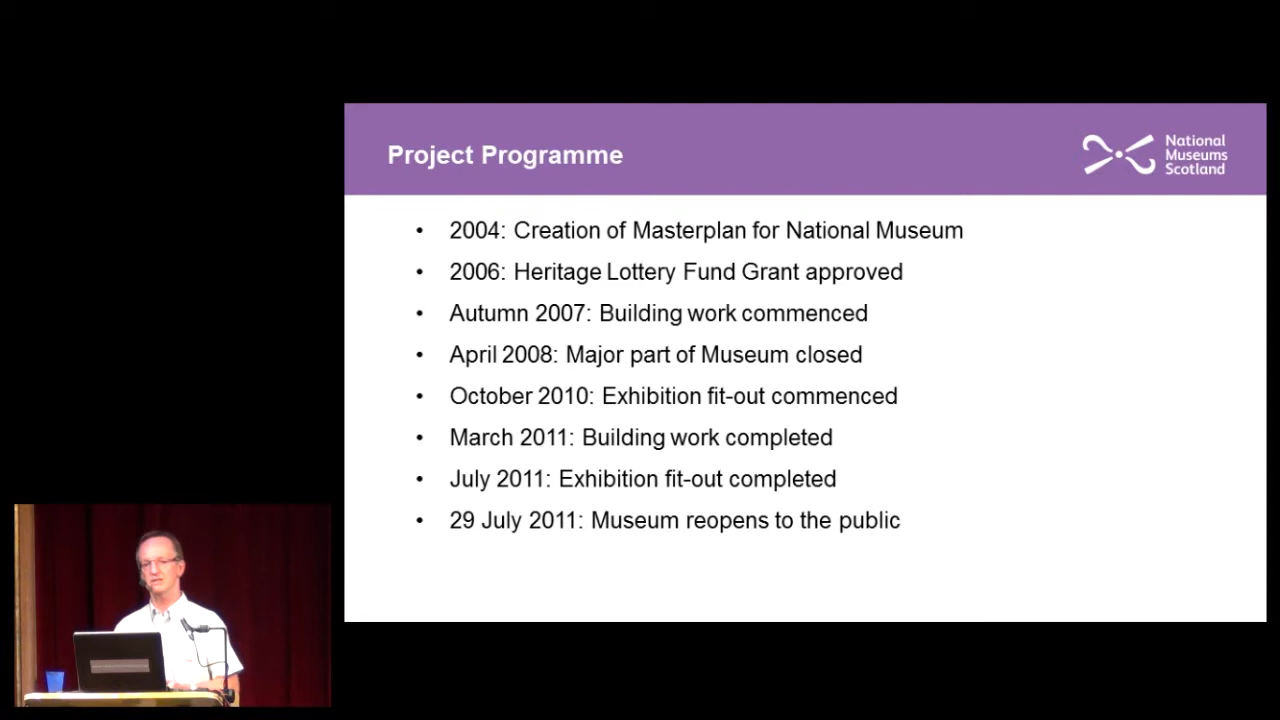 Project Programme
National
Museums
Scotland
• 2004: Creation of Masterplan for National Museum
• 2006: Heritage Lottery Fund Grant approved
• Autumn 2007: Building work commenced
• April 2008: Major part of Museum closed
• October 2010: Exhibition fit-out commenced
• March 2011: Building work completed
• July 2011: Exhibition fit-out completed
• 29 July 2011: Museum reopens to the public